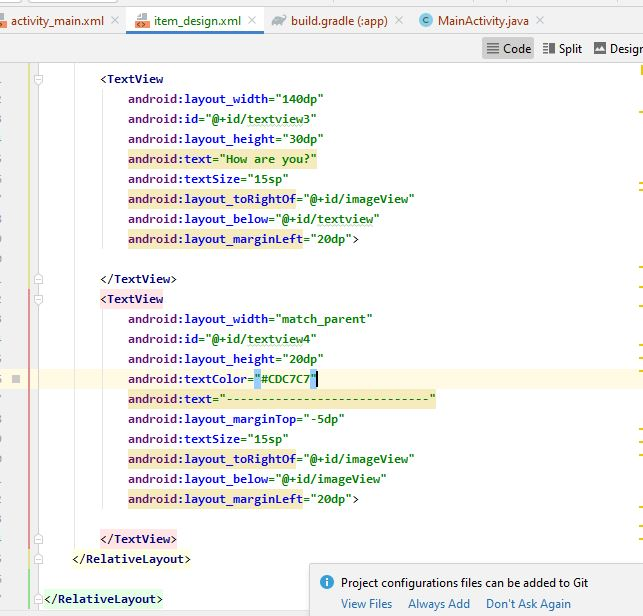 activity_main.xml item_design.xml build.gradle (:app) MainActivity.java
Code Split Design
<TextView
android:layout_width="140dp"
android:id="@+id/textview3"
android:layout_height="30dp"
android:text="How are you?"
android:textSize="15sp"
android:layout_toRightOf="@+id/imageView"
android:layout_below="@+id/textview"
android:layout_marginLeft="20dp">
</TextView>
<TextView
android:layout_width="match_parent"
android:id="@+id/textview4"
android:layout_height="20dp"
android:textColor="#CDC7C7"
android:text="-----------------------------"
android:layout_marginTop="-5dp"
android:textSize="15sp"
android:layout_toRightOf="@+id/imageView"
android:layout_below="@+id/imageView"
android:layout_marginLeft="20dp">
</TextView>
</RelativeLayout>
</RelativeLayout>
Project configurations files can be added to Git
View Files Always Add Don't Ask Again